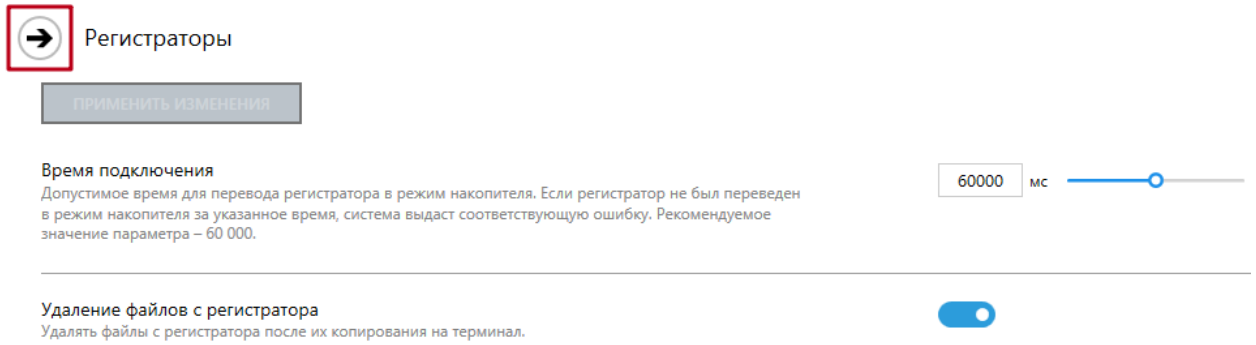 Регистраторы
ПРИМЕНИТЬ ИЗМЕНЕНИЯ
Время подключения
Допустимое время для перевода регистратора в режим накопителя. Если регистратор не был переведен
в режим накопителя за указанное время, система выдаст соответствующую ошибку. Рекомендуемое
значение параметра – 60 000.
60000 мс
Удаление файлов с регистратора
Удалять файлы с регистратора после их копирования на терминал.